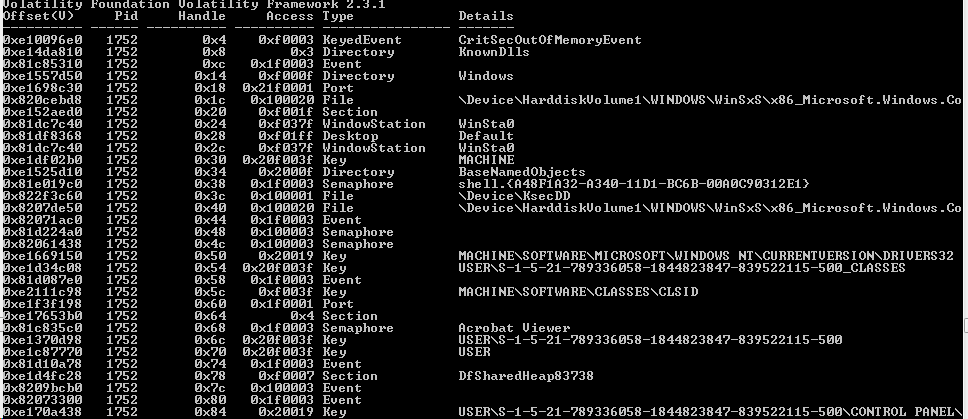 Volatility Foundation Volatility Framework 2.3.1
Offset(V) Pid Handle Access Type Details
---------- ------ ---------- ---------- ---------------- -------
0xe10096e0 1752 0x4 0xf0003 KeyedEvent CritSecOutOfMemoryEvent
0xe14da810 1752 0x8 0x3 Directory KnownDlls
0x81c85310 1752 0xc 0x1f0003 Event
0xe1557d50 1752 0x14 0xf000f Directory Windows
0xe1698c30 1752 0x18 0x21f0001 Port
0x820cebd8 1752 0x1c 0x100020 File \Device\HarddiskVolume1\WINDOWS\WinSxS\x86_Microsoft.Windows.Co
0xe152aed0 1752 0x20 0xf001f Section
0x81dc7c40 1752 0x24 0xf037f WindowStation WinSta0
0x81df8368 1752 0x28 0xf01ff Desktop Default
0x81dc7c40 1752 0x2c 0xf037f WindowStation WinSta0
0xe1df02b0 1752 0x30 0x20f003f Key MACHINE
0xe1525d10 1752 0x34 0x2000f Directory BaseNamedObjects
0x81e019c0 1752 0x38 0x1f0003 Semaphore shell.{A48F1A32-A340-11D1-BC6B-00A0C90312E1}
0x822f3c60 1752 0x3c 0x100001 File \Device\KsecDD
0x8207de50 1752 0x40 0x100020 File \Device\HarddiskVolume1\WINDOWS\WinSxS\x86_Microsoft.Windows.Co
0x82071ac0 1752 0x44 0x1f0003 Event
0x81d224a0 1752 0x48 0x100003 Semaphore
0x82061438 1752 0x4c 0x100003 Semaphore
0xe1669150 1752 0x50 0x20019 Key MACHINE\SOFTWARE\MICROSOFT\WINDOWS NT\CURRENTVERSION\DRIVERS32
0xe1d34c08 1752 0x54 0x20f003f Key USER\S-1-5-21-789336058-1844823847-839522115-500_CLASSES
0x81d087e0 1752 0x58 0x1f0003 Event
0xe2111c98 1752 0x5c 0xf003f Key MACHINE\SOFTWARE\CLASSES\CLSID
0xe1f3f198 1752 0x60 0x1f0001 Port
0xe17653b0 1752 0x64 0x4 Section
0x81c835c0 1752 0x68 0x1f0003 Semaphore Acrobat Viewer
0xe1370d98 1752 0x6c 0x20f003f Key USER\S-1-5-21-789336058-1844823847-839522115-500
0xe1c87770 1752 0x70 0x20f003f Key USER
0x81d10a78 1752 0x74 0x1f0003 Event
0xe1d4fc28 1752 0x78 0xf0007 Section DfSharedHeap83738
0x8209bcb0 1752 0x7c 0x100003 Event
0x82073300 1752 0x80 0x1f0003 Event
0xe170a438 1752 0x84 0x20019 Key USER\S-1-5-21-789336058-1844823847-839522115-500\CONTROL PANEL\